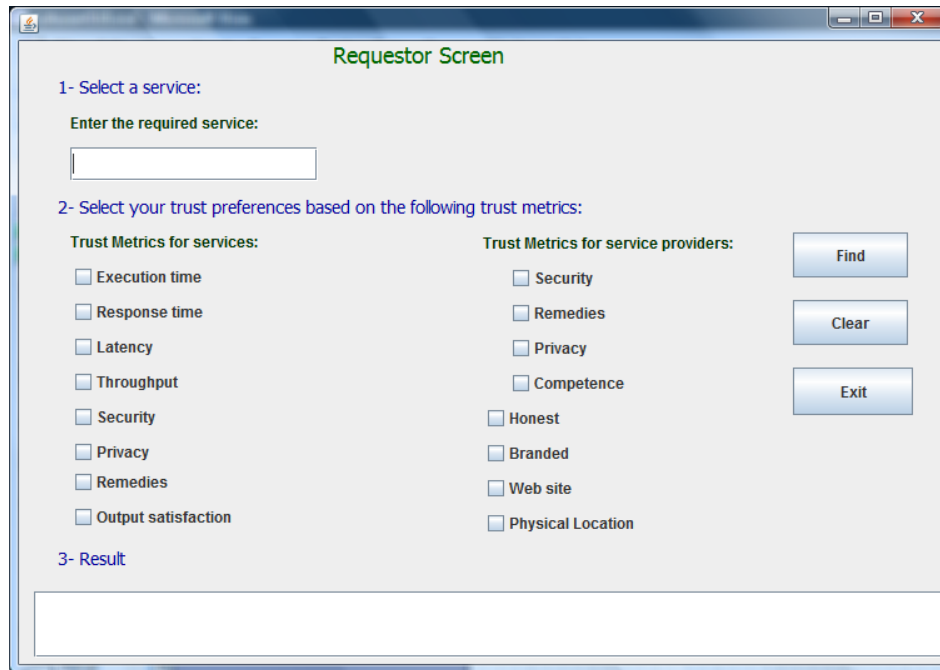 Requestor Screen
1- Select a service:
Enter the required service:
2- Select your trust preferences based on the following trust metrics:
Trust Metrics for services:
Execution time
Response time
Latency
Throughput
Security
Privacy
Remedies
Output satisfaction
Trust Metrics for service providers:
Security
Remedies
Privacy
Competence
Honest
Branded
Web site
Physical Location
Find
Clear
Exit
3- Result